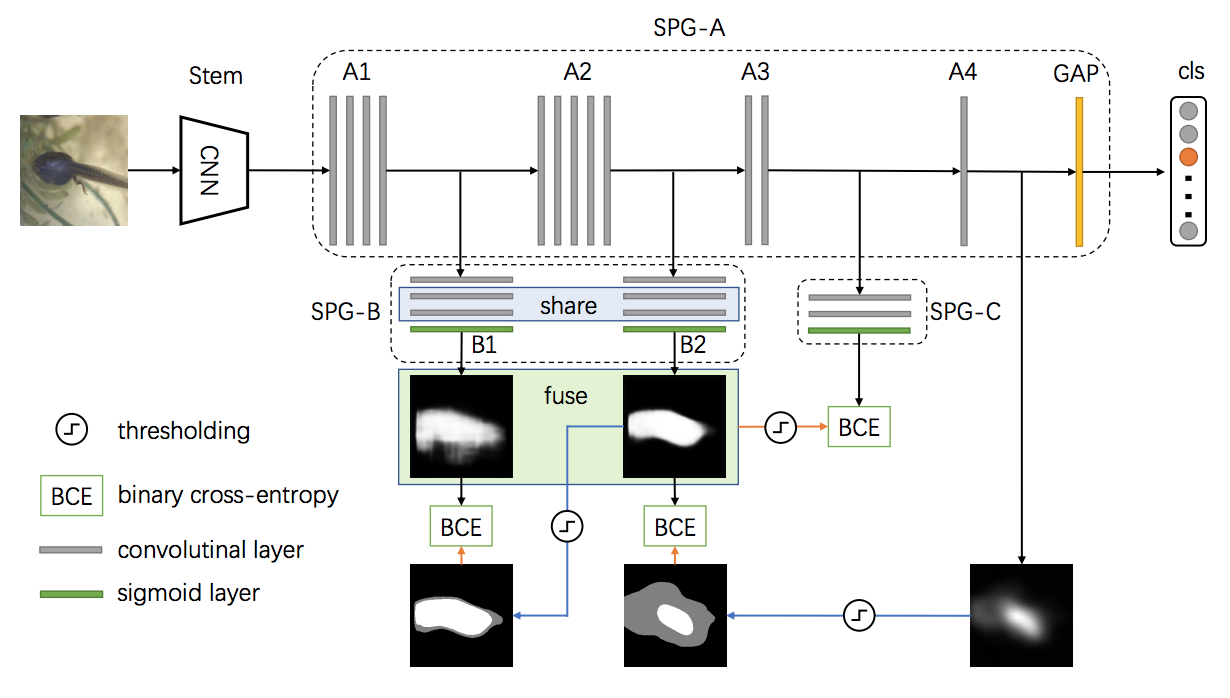 SPG-A
Stem
A1
A2
A3
A4
GAP
cls
CNN
SPG-B
share
SPG-C
B1
B2
fuse
thresholding
BCE
BCE
binary cross-entropy
BCE
BCE
convolutinal layer
sigmoid layer